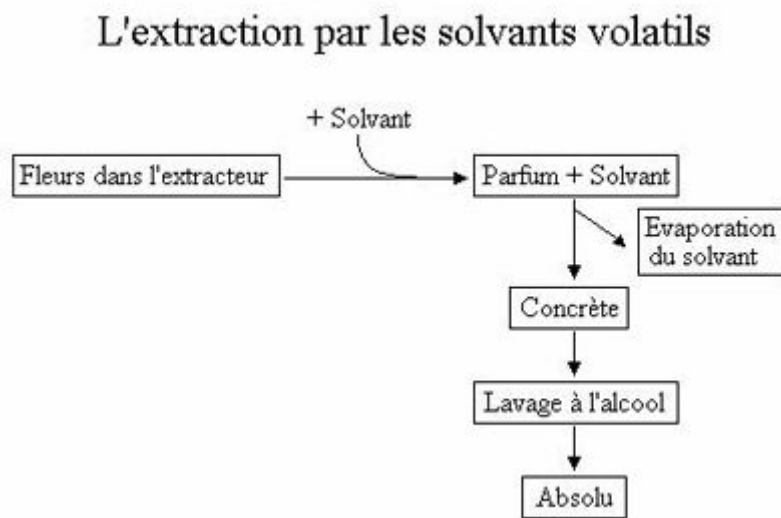 L'extraction par les solvants volatils
+ Solvant
Fleurs dans l'extracteur
Parfum + Solvant
Evaporation
du solvant
Concrète
Lavage à l'alcool
Absolu